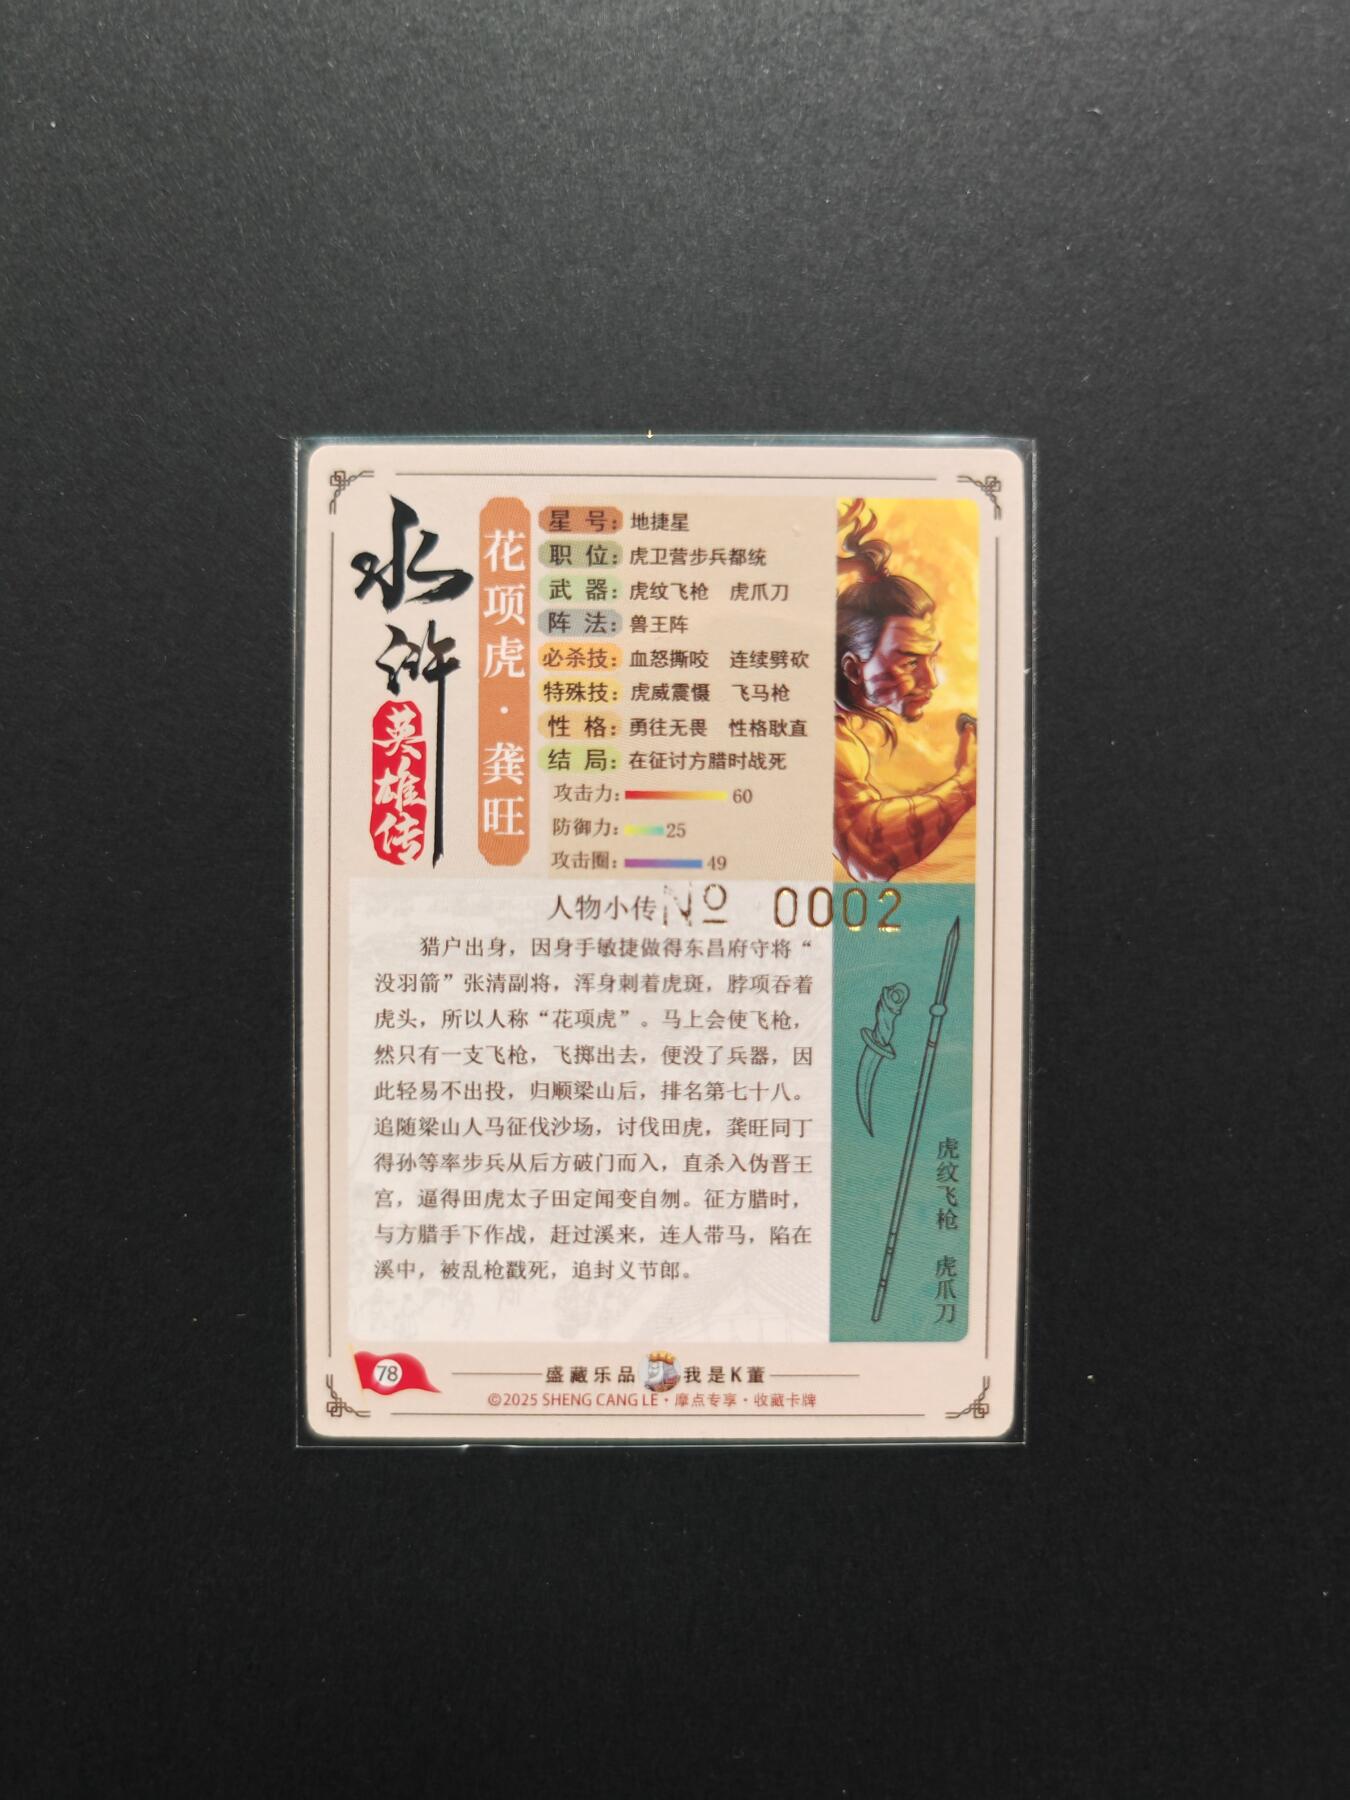 水浒
英雄传
花项虎·龚旺
星号：地捷星
职位：虎卫营步兵都统
武器：虎纹飞枪 虎爪刀
阵法：兽王阵
必杀技：血怒撕咬 连续劈砍
特殊技：虎威震慑 飞马枪
性格：勇往无畏 性格耿直
结局：在征讨方腊时战死
攻击力：60
防御力：25
攻击圈：49
人物小传 № 0002
猎户出身，因身手敏捷做得东昌府守将“
没羽箭”张清副将，浑身刺着虎斑，脖项吞着
虎头，所以人称“花项虎”。马上会使飞枪，
然只有一支飞枪，飞掷出去，便没了兵器，因
此轻易不出投，归顺梁山后，排名第七十八。
追随梁山人马征伐沙场，讨伐田虎，龚旺同丁
得孙等率步兵从后方破门而入，直杀入伪晋王
宫，逼得田虎太子田定闻变自刎。征方腊时，
与方腊手下作战，赶过溪来，连人带马，陷在
溪中，被乱枪戳死，追封义节郎。
虎纹飞枪 虎爪刀
78
盛藏乐品 我是K董
©2025 SHENG CANG LE·摩点专享·收藏卡牌